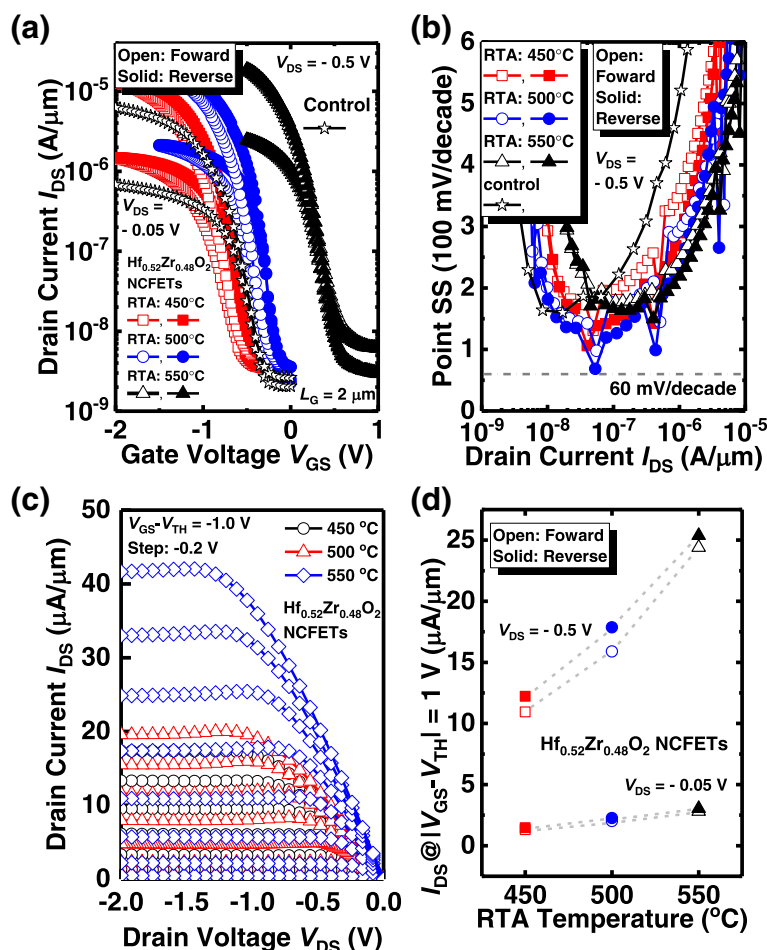 (a)
Open: Foward
Solid: Reverse
V_DS = - 0.5 V
Control
V_DS =
- 0.05 V
Hf0.52Zr0.48O2
NCFETs
RTA: 450°C
,
RTA: 500°C
,
RTA: 550°C
,
L_G = 2 μm
10^-5
10^-6
10^-7
10^-8
10^-9
-2 -1 0 1
Drain Current I_DS (A/μm)
Gate Voltage V_GS (V)
(b)
RTA: 450°C
,
RTA: 500°C
,
RTA: 550°C
,
control
,
Open:
Foward
Solid:
Reverse
V_DS =
- 0.5 V
60 mV/decade
6
5
4
3
2
1
0
10^-9 10^-8 10^-7 10^-6 10^-5
Point SS (100 mV/decade)
Drain Current I_DS (A/μm)
(c)
V_GS-V_TH = -1.0 V
Step: -0.2 V
450 °C
500 °C
550 °C
Hf0.52Zr0.48O2
NCFETs
50
40
30
20
10
0
-2.0 -1.5 -1.0 -0.5 0.0
Drain Current I_DS (μA/μm)
Drain Voltage V_DS (V)
(d)
Open: Foward
Solid: Reverse
V_DS = - 0.5 V
Hf0.52Zr0.48O2 NCFETs
V_DS = - 0.05 V
25
20
15
10
5
0
450 500 550
I_DS @|V_GS-V_TH| = 1 V (μA/μm)
RTA Temperature (°C)